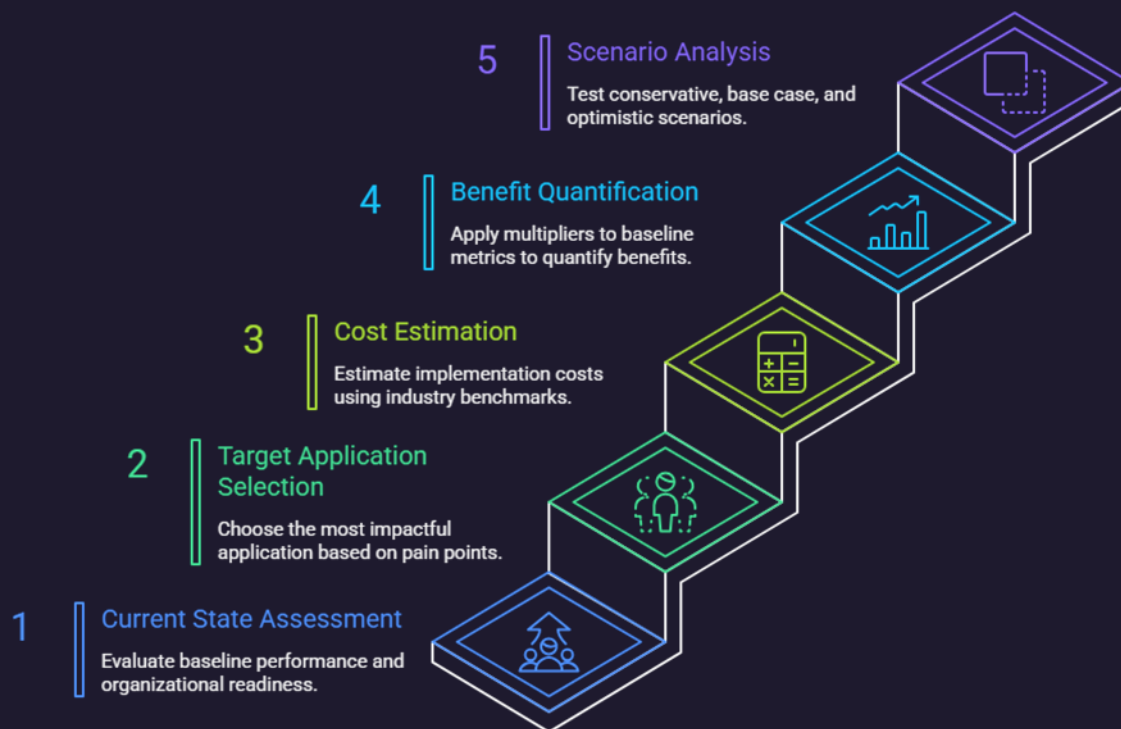 5
Scenario Analysis
Test conservative, base case, and
optimistic scenarios.
4
Benefit Quantification
Apply multipliers to baseline
metrics to quantify benefits.
3
Cost Estimation
Estimate implementation costs
using industry benchmarks.
2
Target Application
Selection
Choose the most impactful
application based on pain points.
1
Current State Assessment
Evaluate baseline performance and
organizational readiness.